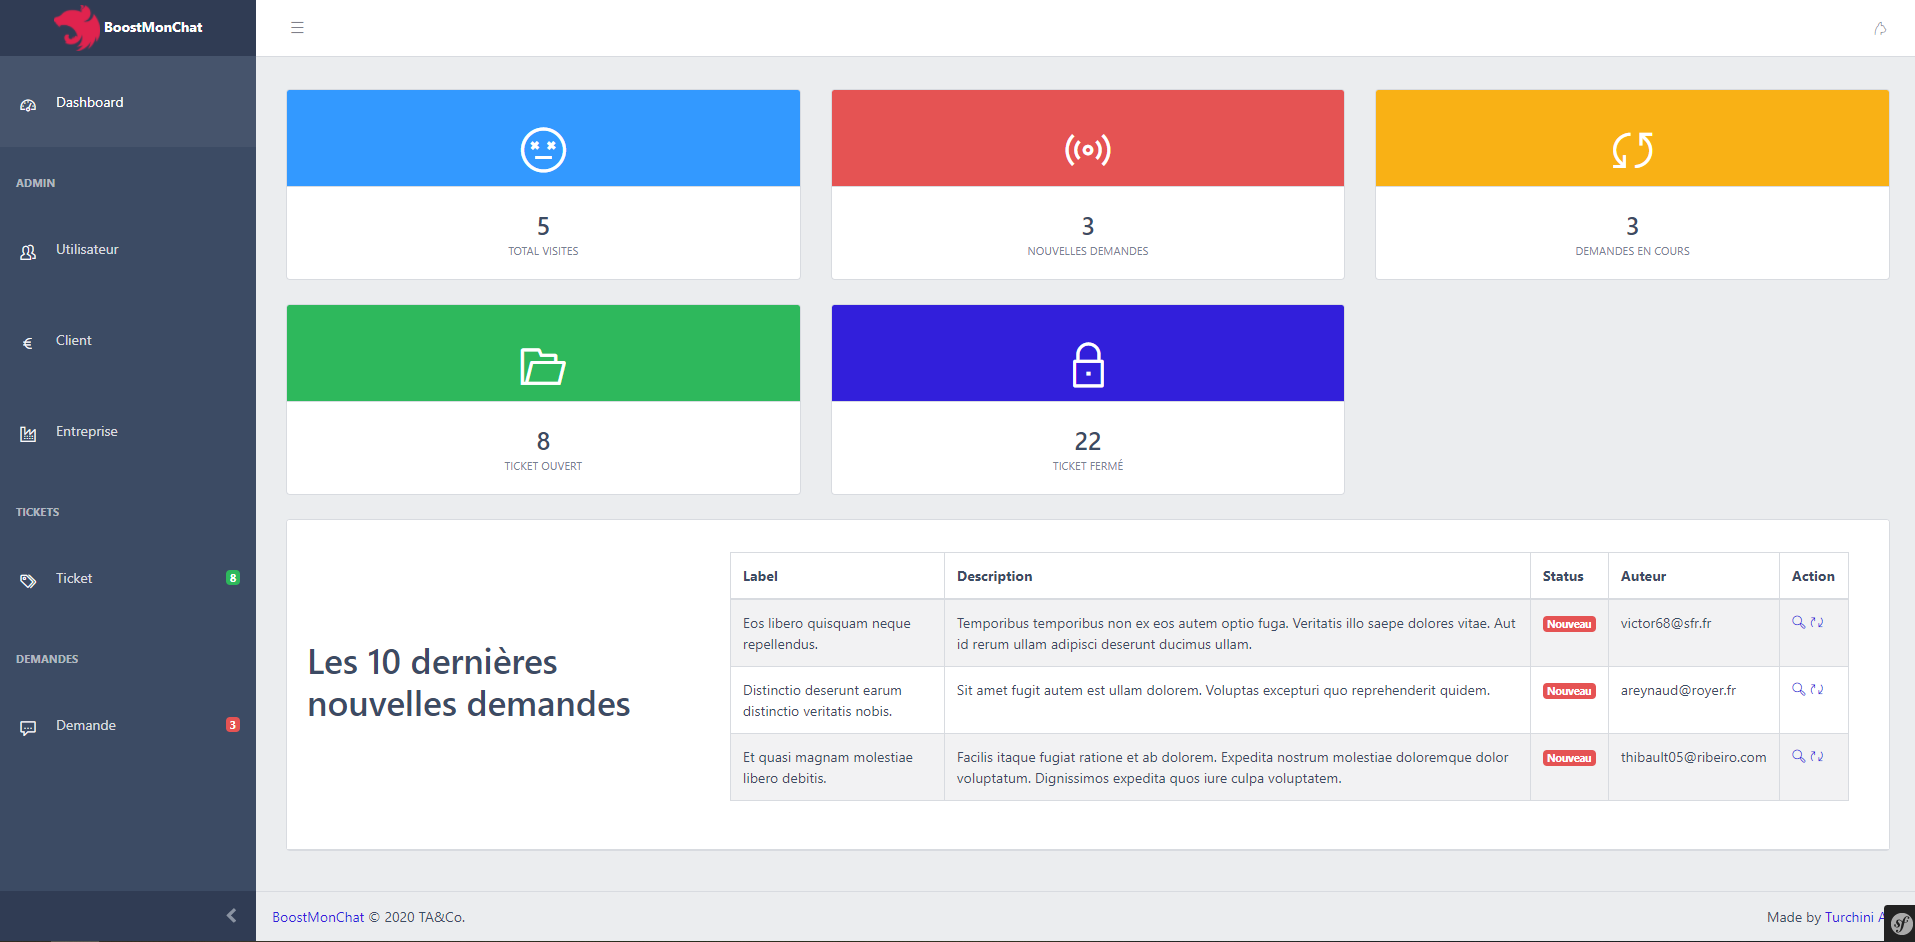 BoostMonChat
Dashboard
ADMIN
Utilisateur
Client
Entreprise
TICKETS
Ticket 8
DEMANDES
Demande 3
5
TOTAL VISITES
3
NOUVELLES DEMANDES
3
DEMANDES EN COURS
8
TICKET OUVERT
22
TICKET FERMÉ
Les 10 dernières
nouvelles demandes
Label Description Status Auteur Action
Eos libero quisquam neque Temporibus temporibus non ex eos autem optio fuga. Veritatis illo saepe dolores vitae. Aut Nouveau victor68@sfr.fr
repellendus. id rerum ullam adipisci deserunt ducimus ullam.
Distinctio deserunt earum Sit amet fugit autem est ullam dolorem. Voluptas excepturi quo reprehenderit quidem. Nouveau areynaud@royer.fr
distinctio veritatis nobis.
Et quasi magnam molestiae Facilis itaque fugiat ratione et ab dolorem. Expedita nostrum molestiae doloremque dolor Nouveau thibault05@ribeiro.com
libero debitis. voluptatum. Dignissimos expedita quos iure culpa voluptatem.
BoostMonChat © 2020 TA&Co.
Made by Turchini A
sf